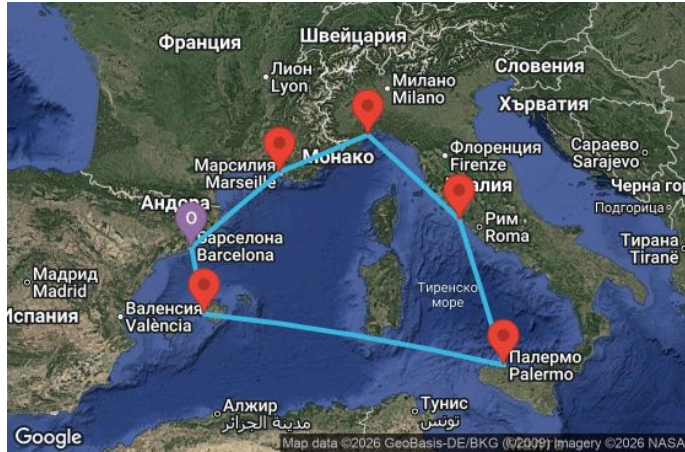 Франция
Швейцария
Лион
Lyon
Милано
Milano
Словения
Хърватия
Марсилия
Marseille
Монако
Флоренция
Firenze
Сараево
Sarajevo
Андора
Черна гор
Подгорица
O
Барселона
Barcelona
Рим
Roma
Тирана
Tiranë
Мадрид
Madrid
Испания
Валенсия
València
Тиренско
море
Палермо
Palermo
Алжир
مدينة الجزائر
Тунис
تونس
Google
Map data ©2026 GeoBasis-DE/BKG (©2009) Imagery ©2026 NASA